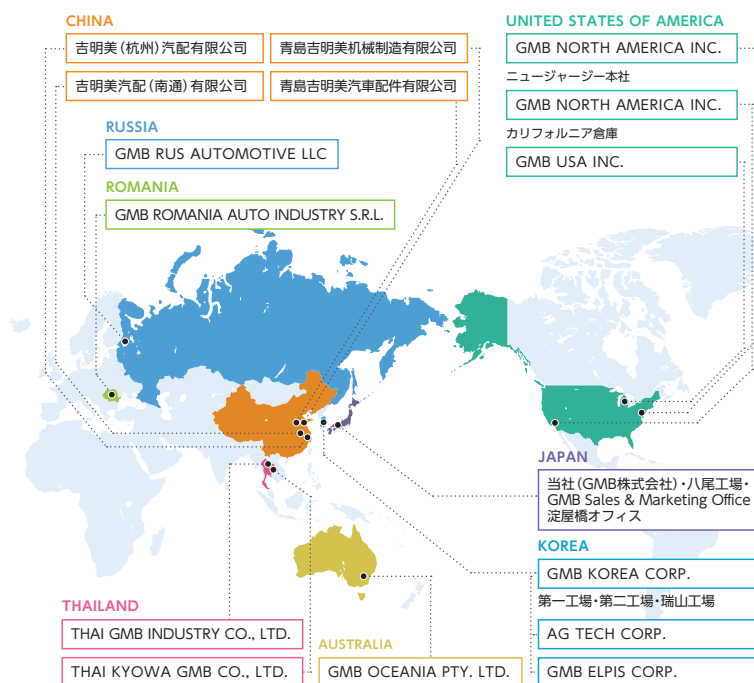 CHINA
吉明美（杭州）汽配有限公司
青島吉明美机械制造有限公司
吉明美汽配（南通）有限公司
青島吉明美汽車配件有限公司
RUSSIA
GMB RUS AUTOMOTIVE LLC
ROMANIA
GMB ROMANIA AUTO INDUSTRY S.R.L.
UNITED STATES OF AMERICA
GMB NORTH AMERICA INC.
ニュージャージー本社
GMB NORTH AMERICA INC.
カリフォルニア倉庫
GMB USA INC.
JAPAN
当社（GMB株式会社）・八尾工場・
GMB Sales & Marketing Office
淀屋橋オフィス
KOREA
GMB KOREA CORP.
第一工場・第二工場・瑞山工場
AG TECH CORP.
GMB ELPIS CORP.
THAILAND
THAI GMB INDUSTRY CO., LTD.
THAI KYOWA GMB CO., LTD.
AUSTRALIA
GMB OCEANIA PTY. LTD.